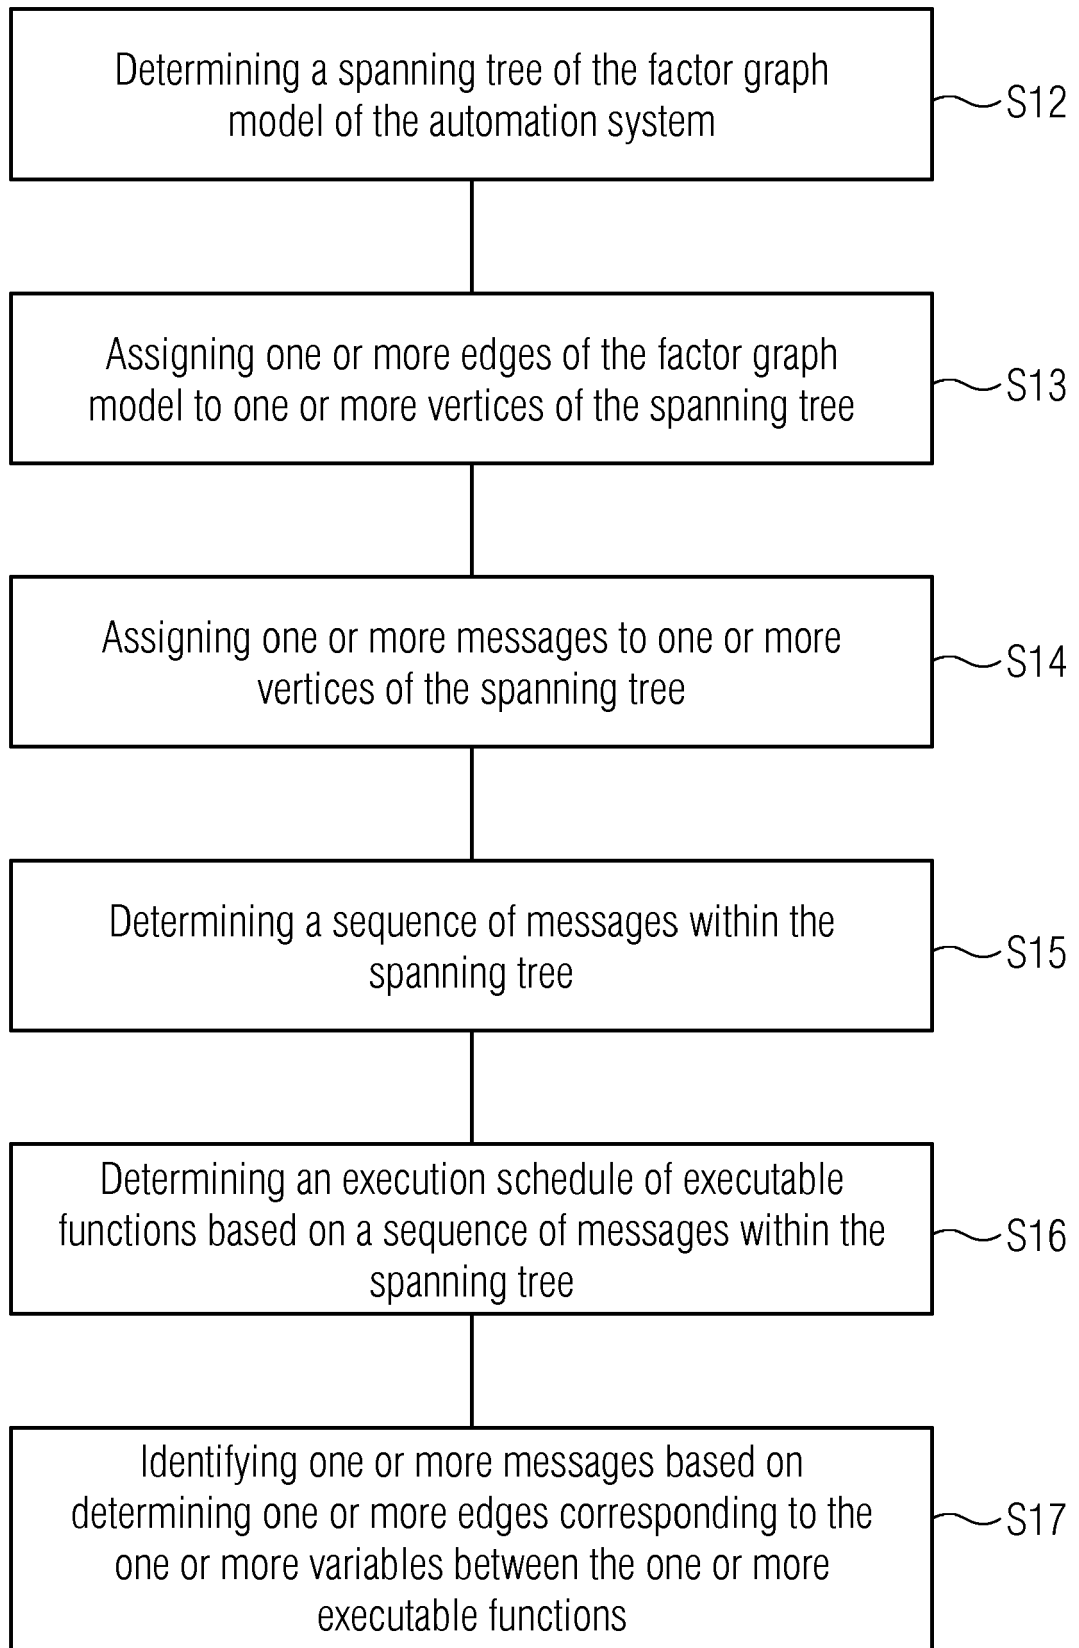 Determining a spanning tree of the factor graph
model of the automation system
S12
Assigning one or more edges of the factor graph
model to one or more vertices of the spanning tree
S13
Assigning one or more messages to one or more
vertices of the spanning tree
S14
Determining a sequence of messages within the
spanning tree
S15
Determining an execution schedule of executable
functions based on a sequence of messages within the
spanning tree
S16
Identifying one or more messages based on
determining one or more edges corresponding to the
one or more variables between the one or more
executable functions
S17